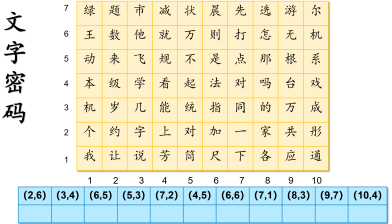 文字密码
7 绿 题 市 减 状 晨 先 选 游 尔
6 王 数 他 就 万 则 打 怎 无 机
5 动 来 飞 规 不 是 点 那 根 系
4 本 级 学 看 起 法 对 吗 台 戏
3 机 岁 几 能 统 指 同 的 万 成
2 个 约 字 上 对 加 一 家 共 彤
1 我 让 说 芳 筒 尺 下 各 应 通
1 2 3 4 5 6 7 8 9 10
(2,6) (3,4) (6,5) (5,3) (7,2) (4,5) (6,6) (7,1) (8,3) (9,7) (10,4)